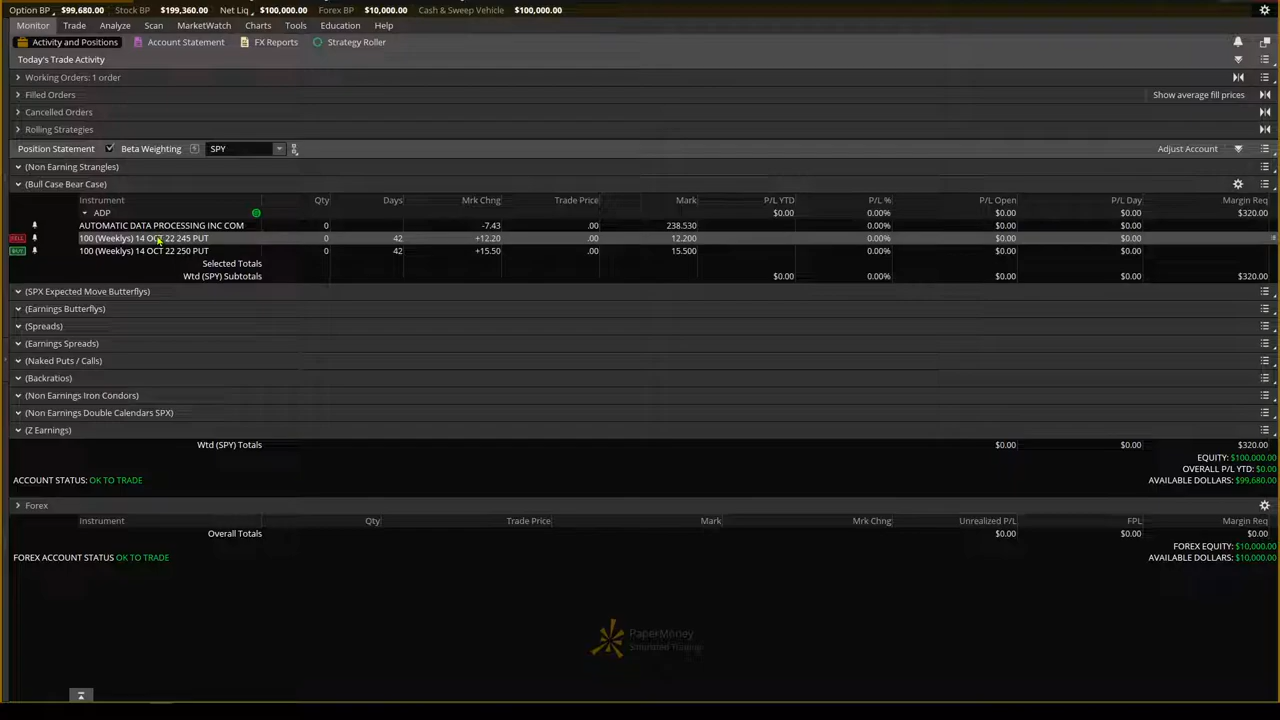 Option BP $99,680.00 Stock BP $199,360.00 Net Liq $100,000.00 Forex BP $10,000.00 Cash & Sweep Vehicle $100,000.00
Monitor Trade Analyze Scan MarketWatch Charts Tools Education Help
Activity and Positions Account Statement FX Reports Strategy Roller
Today's Trade Activity
Working Orders: 1 order
Filled Orders Show average fill prices
Cancelled Orders
Rolling Strategies
Position Statement Beta Weighting SPY Adjust Account
(Non Earning Strangles)
(Bull Case Bear Case)
Instrument Qty Days Mrk Chng Trade Price Mark P/L YTD P/L % P/L Open P/L Day Margin Req
ADP $0.00 0.00% $0.00 $0.00 $320.00
AUTOMATIC DATA PROCESSING INC COM 0 -7.43 .00 238.530 0.00% $0.00 $0.00
SELL 100 (Weeklys) 14 OCT 22 245 PUT 0 42 +12.20 .00 12.200 0.00% $0.00 $0.00
BUY 100 (Weeklys) 14 OCT 22 250 PUT 0 42 +15.50 .00 15.500 0.00% $0.00 $0.00
Selected Totals
Wtd (SPY) Subtotals $0.00 0.00% $0.00 $0.00 $320.00
(SPX Expected Move Butterflys)
(Earnings Butterflys)
(Spreads)
(Earnings Spreads)
(Naked Puts / Calls)
(Backratios)
(Non Earnings Iron Condors)
(Non Earnings Double Calendars SPX)
(Z Earnings)
Wtd (SPY) Totals $0.00 $0.00 $320.00
EQUITY: $100,000.00
OVERALL P/L YTD: $0.00
ACCOUNT STATUS: OK TO TRADE AVAILABLE DOLLARS: $99,680.00
Forex
Instrument Qty Trade Price Mark Mrk Chng Unrealized P/L FPL Margin Req
Overall Totals $0.00 $0.00 $0.00
FOREX EQUITY: $10,000.00
FOREX ACCOUNT STATUS OK TO TRADE AVAILABLE DOLLARS: $10,000.00
PaperMoney
Simulated Trading